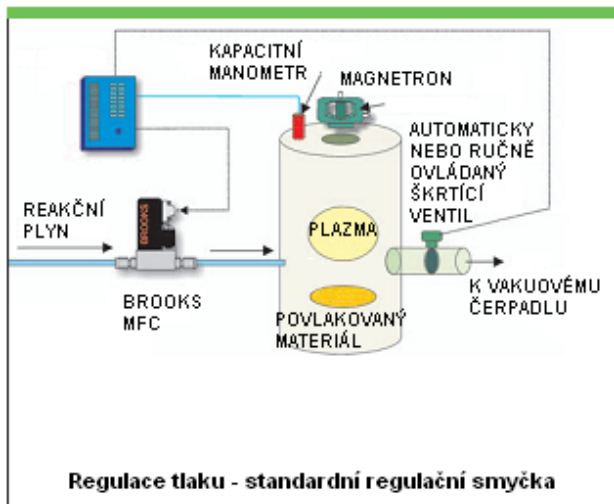 KAPACITNÍ
MANOMETR
MAGNETRON
AUTOMATICKY
NEBO RUČNĚ
OVLÁDANÝ
ŠKRTÍCÍ
VENTIL
REAKČNÍ
PLYN
BROOKS
PLAZMA
BROOKS
MFC
POVLAKOVANÝ
MATERIÁL
K VAKUOVÉMU
ČERPADLU
Regulace tlaku - standardní regulační smyčka